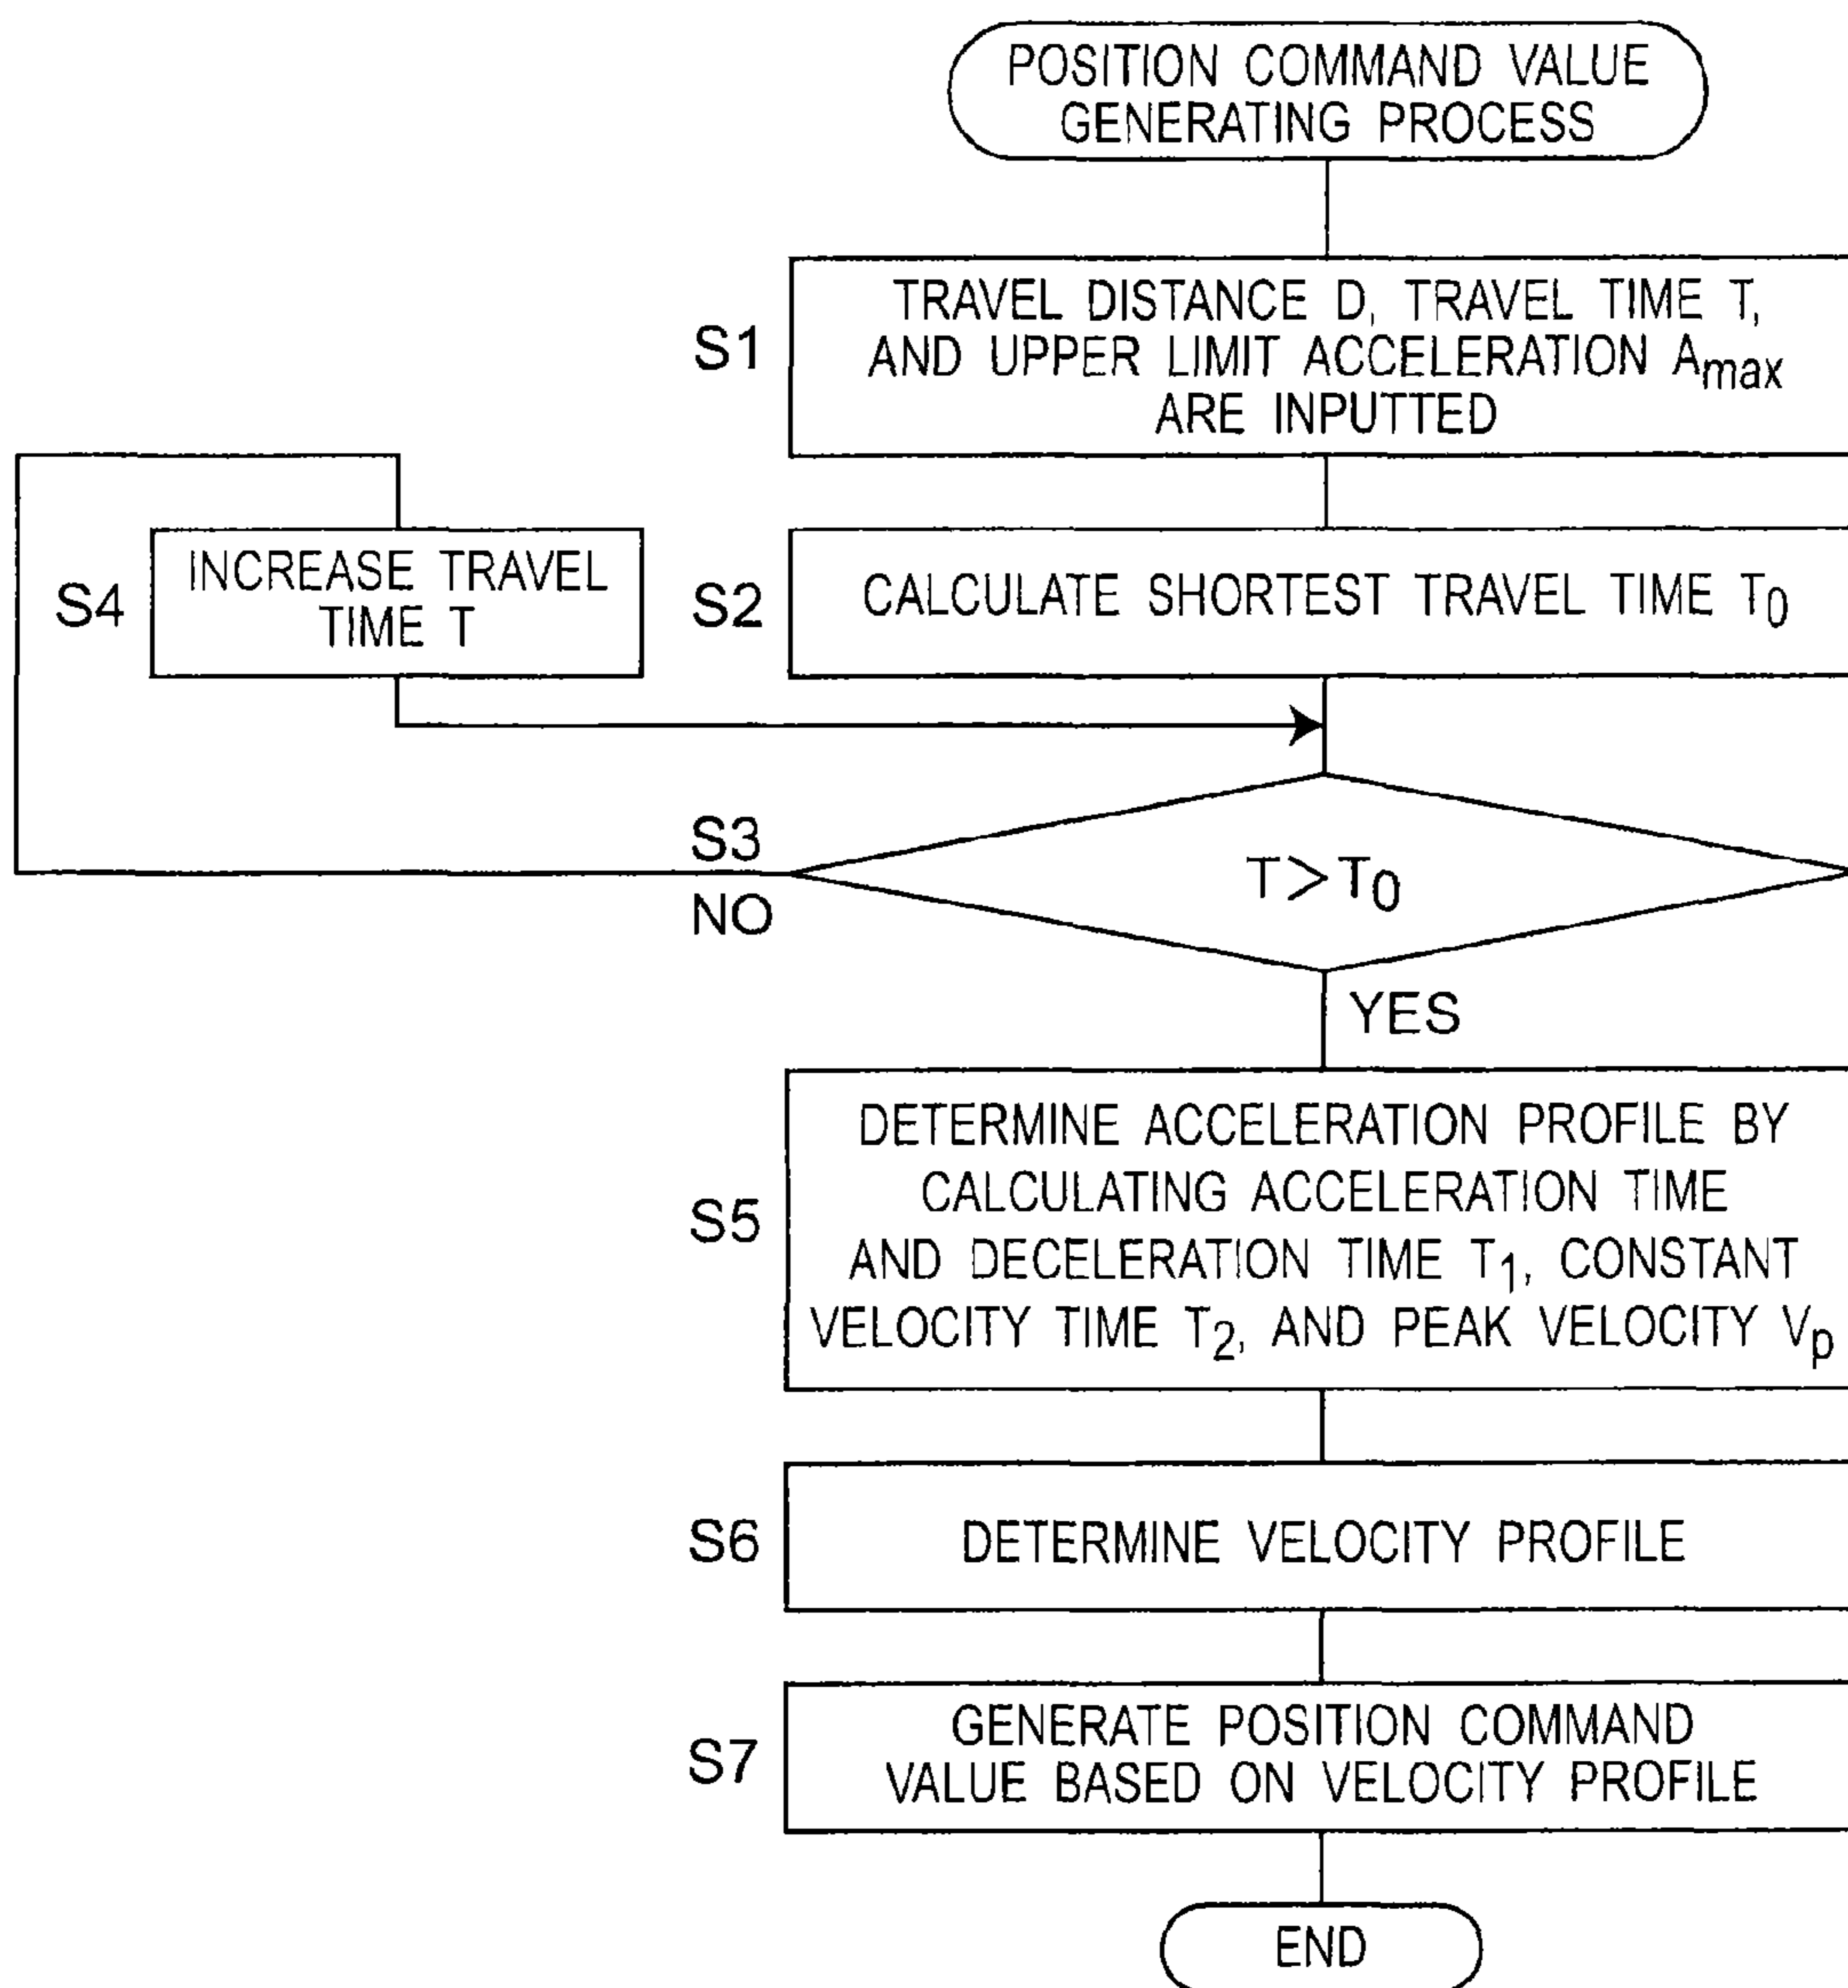 POSITION COMMAND VALUE
GENERATING PROCESS
S1
TRAVEL DISTANCE D, TRAVEL TIME T,
AND UPPER LIMIT ACCELERATION Amax
ARE INPUTTED
S4
INCREASE TRAVEL
TIME T
S2
CALCULATE SHORTEST TRAVEL TIME T0
S3
NO
T>T0
YES
S5
DETERMINE ACCELERATION PROFILE BY
CALCULATING ACCELERATION TIME
AND DECELERATION TIME T1, CONSTANT
VELOCITY TIME T2, AND PEAK VELOCITY Vp
S6
DETERMINE VELOCITY PROFILE
S7
GENERATE POSITION COMMAND
VALUE BASED ON VELOCITY PROFILE
END